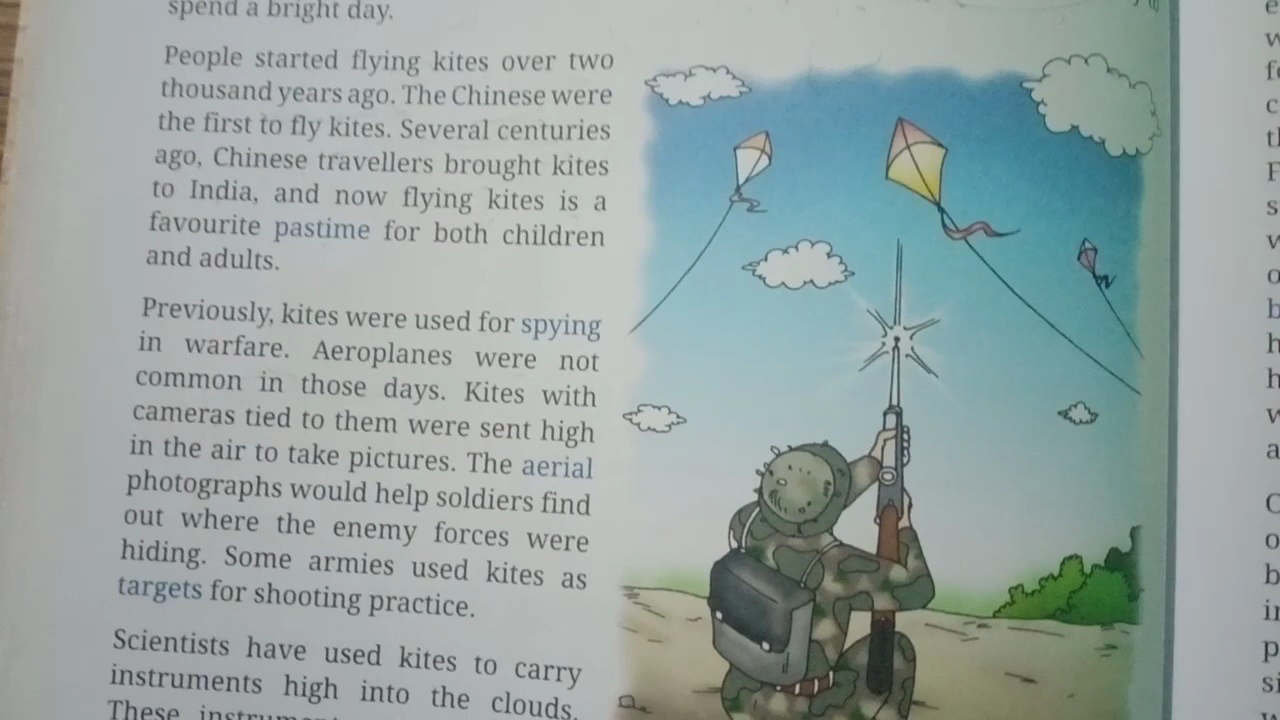 spend a bright day.
People started flying kites over two
thousand years ago. The Chinese were
the first to fly kites. Several centuries
ago, Chinese travellers brought kites
to India, and now flying kites is a
favourite pastime for both children
and adults.
Previously, kites were used for spying
in warfare. Aeroplanes were not
common in those days. Kites with
cameras tied to them were sent high
in the air to take pictures. The aerial
photographs would help soldiers find
out where the enemy forces were
hiding. Some armies used kites as
targets for shooting practice.
Scientists have used kites to carry
instruments high into the clouds.
These